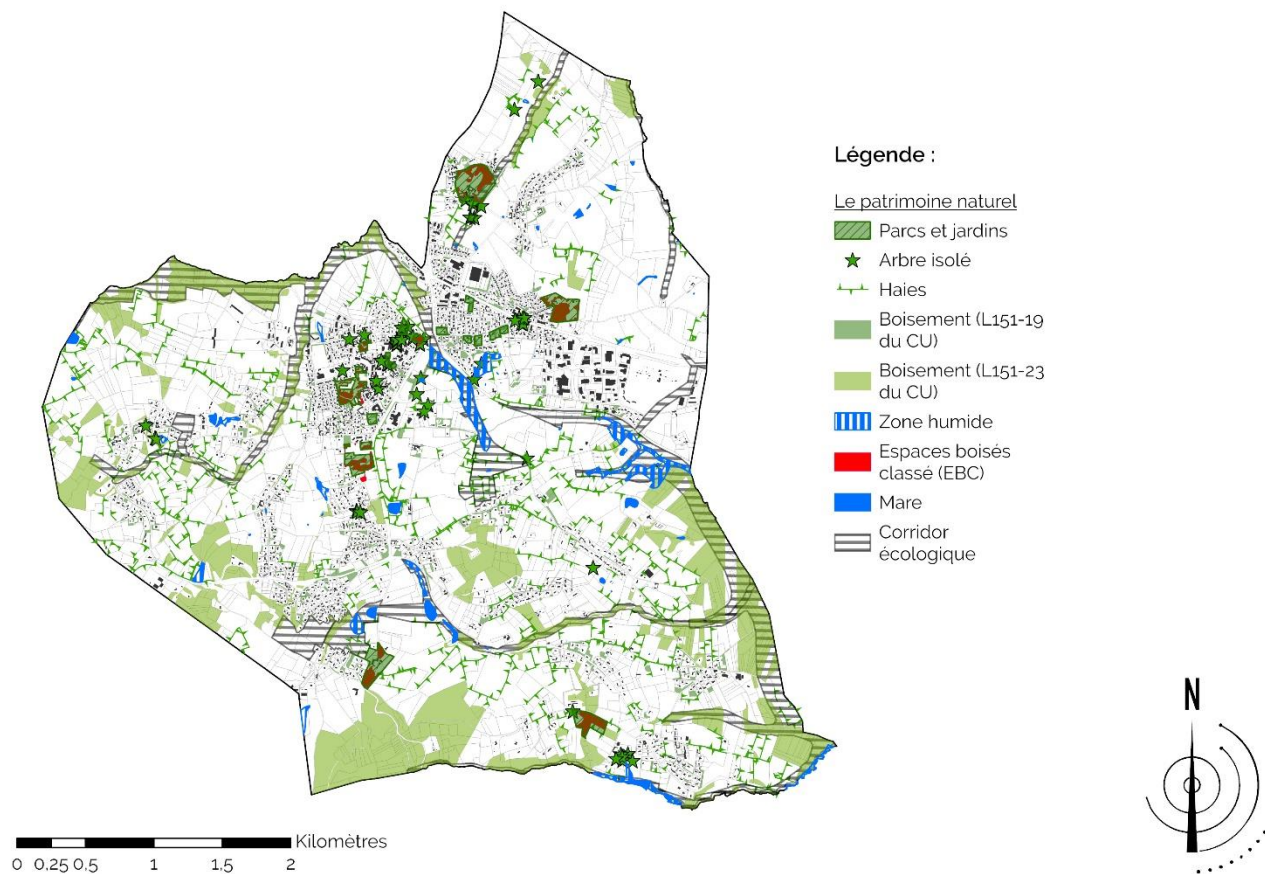 Légende :
Le patrimoine naturel
Parcs et jardins
Arbre isolé
Haies
Boisement (L151-19
du CU)
Boisement (L151-23
du CU)
Zone humide
Espaces boisés
classé (EBC)
Mare
Corridor
écologique
N
Kilomètres
0 0,25 0,5 1 1,5 2